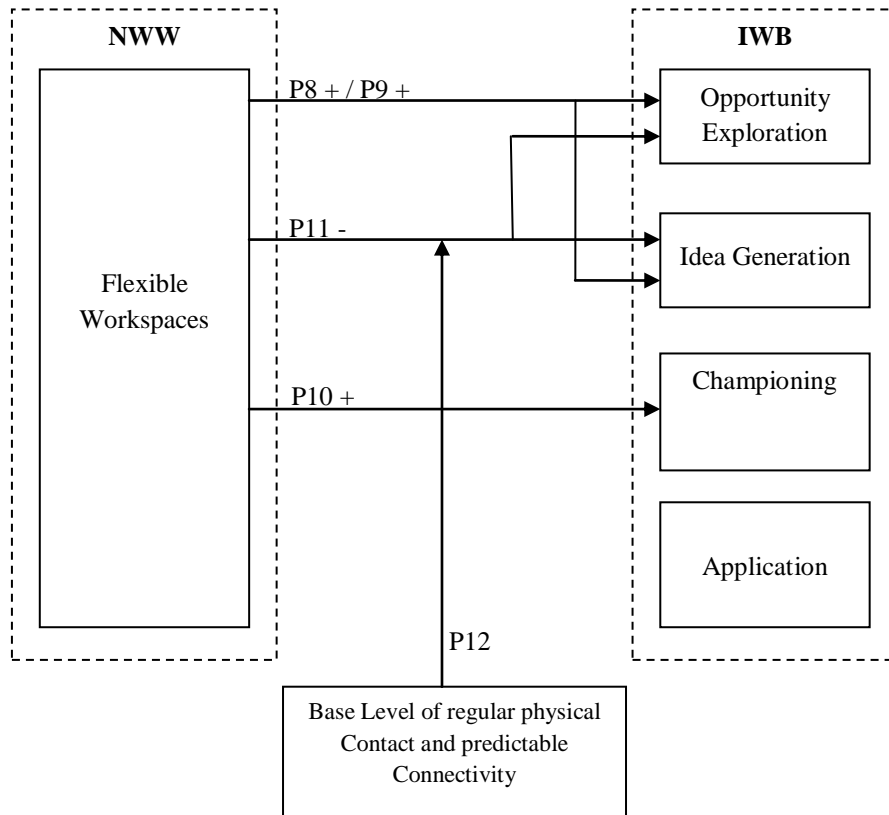 NWW
IWB
P8 + / P9 +
Opportunity
Exploration
P11 -
Idea Generation
Flexible
Workspaces
P10 +
Championing
Application
P12
Base Level of regular physical
Contact and predictable
Connectivity